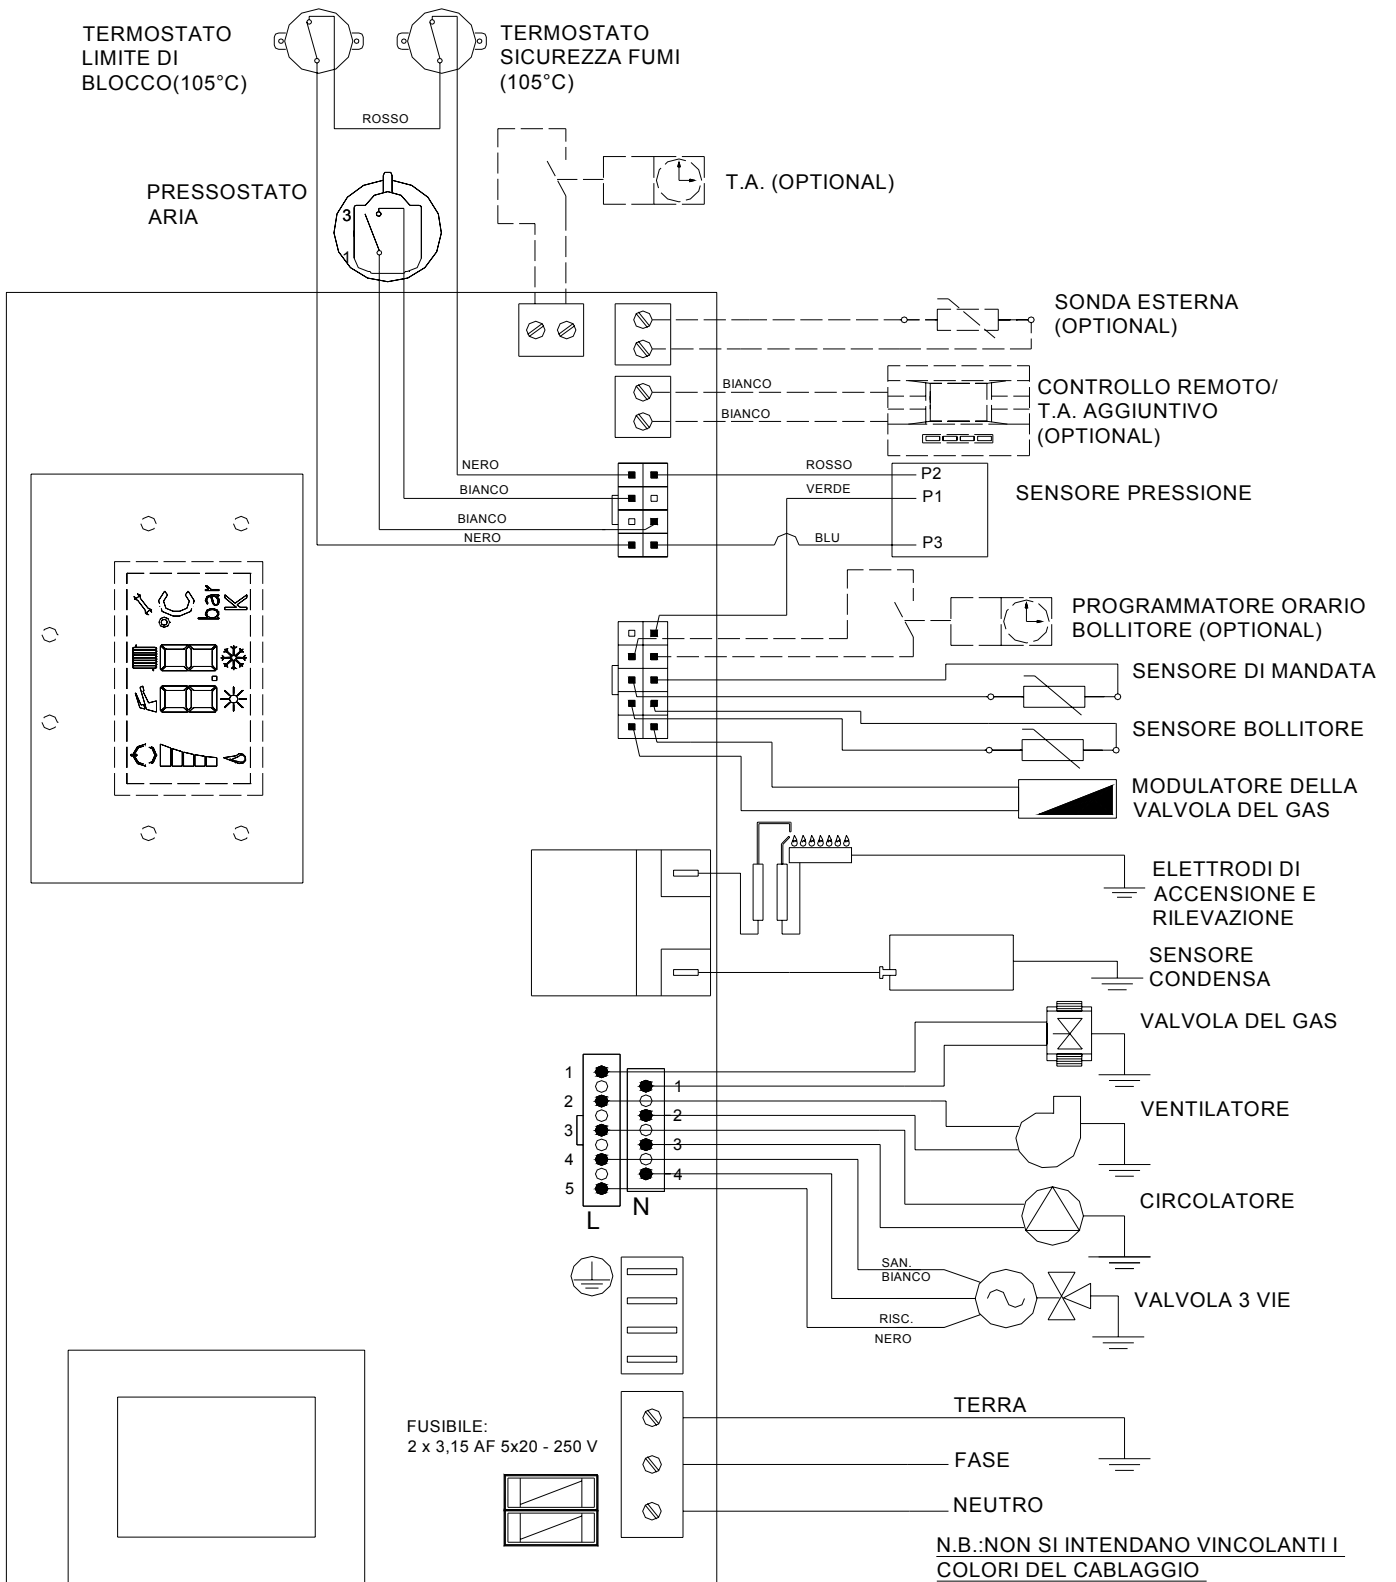 TERMOSTATO
LIMITE DI
BLOCCO(105°C)
TERMOSTATO
SICUREZZA FUMI
(105°C)
ROSSO
T.A. (OPTIONAL)
PRESSOSTATO
ARIA
3
1
SONDA ESTERNA
(OPTIONAL)
BIANCO
BIANCO
CONTROLLO REMOTO/
T.A. AGGIUNTIVO
(OPTIONAL)
NERO
BIANCO
BIANCO
NERO
ROSSO
VERDE
BLU
P2
P1
P3
SENSORE PRESSIONE
°C
bar
K
PROGRAMMATORE ORARIO
BOLLITORE (OPTIONAL)
SENSORE DI MANDATA
SENSORE BOLLITORE
MODULATORE DELLA
VALVOLA DEL GAS
ELETTRODI DI
ACCENSIONE E
RILEVAZIONE
SENSORE
CONDENSA
VALVOLA DEL GAS
1
2
3
4
5
L
1
2
3
4
N
VENTILATORE
CIRCOLATORE
SAN.
BIANCO
RISC.
NERO
VALVOLA 3 VIE
FUSIBILE:
2 x 3,15 AF 5x20 - 250 V
TERRA
FASE
NEUTRO
N.B.:NON SI INTENDANO VINCOLANTI I
COLORI DEL CABLAGGIO